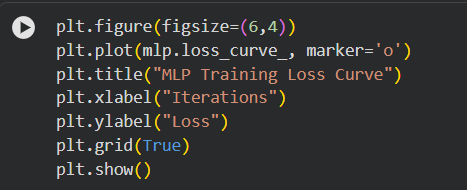 plt.figure(figsize=(6,4))
plt.plot(mlp.loss_curve_, marker='o')
plt.title("MLP Training Loss Curve")
plt.xlabel("Iterations")
plt.ylabel("Loss")
plt.grid(True)
plt.show()